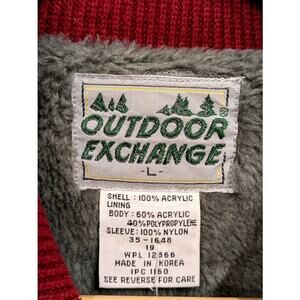 OUTDOOR®
EXCHANGE
- L -
SHELL : 100% ACRYLIC
LINING
BODY : 60% ACRYLIC
40% POLYPROPYLENE
SLEEVE : 100% NYLON
35-1648
19
WPL 12366
MADE IN KOREA
IPC 1160
SEE REVERSE FOR CARE